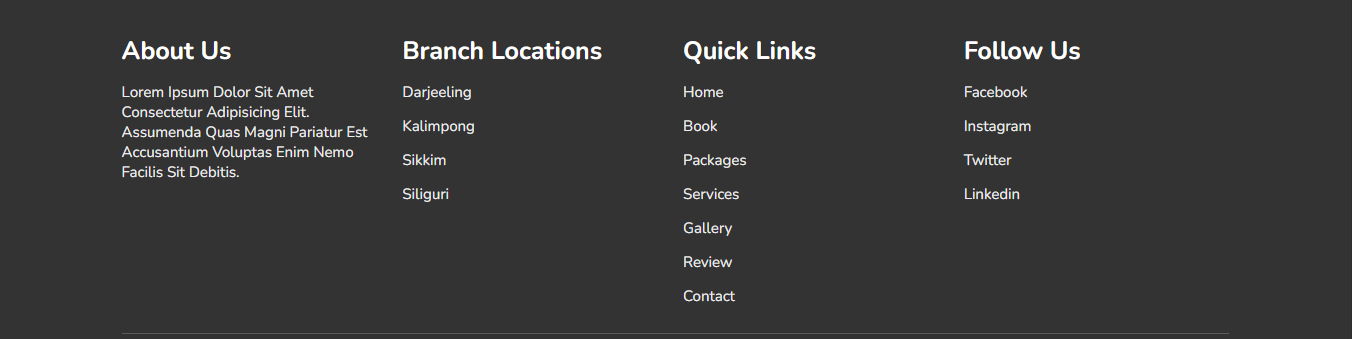 About Us
Lorem Ipsum Dolor Sit Amet
Consectetur Adipisicing Elit.
Assumenda Quas Magni Pariatur Est
Accusantium Voluptas Enim Nemo
Facilis Sit Debitis.
Branch Locations
Darjeeling
Kalimpong
Sikkim
Siliguri
Quick Links
Home
Book
Packages
Services
Gallery
Review
Contact
Follow Us
Facebook
Instagram
Twitter
Linkedin